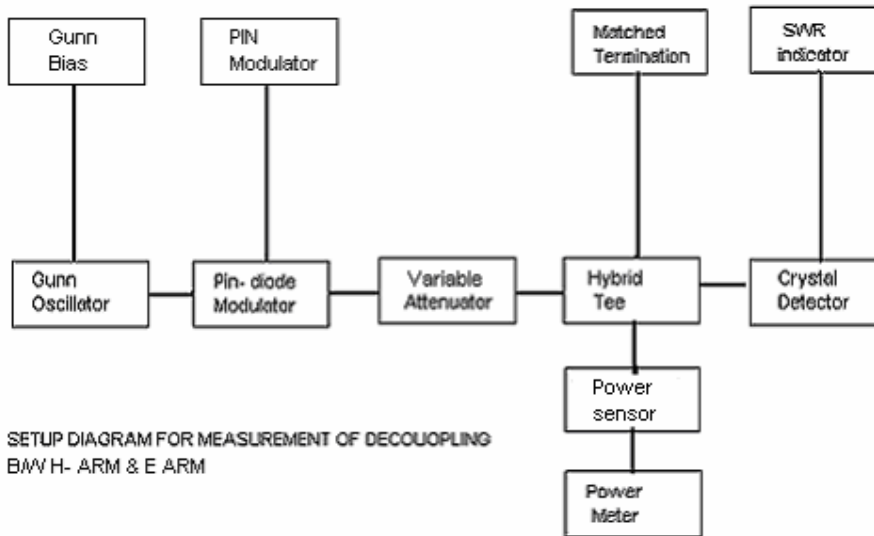 Gunn
Bias
PIN
Modulator
Matched
Termination
SWR
indicator
Gunn
Oscillator
Pin- diode
Modulator
Variable
Attenuator
Hybrid
Tee
Crystal
Detector
Power
sensor
Power
Meter
SETUP DIAGRAM FOR MEASUREMENT OF DECOUOPLING
B/W H- ARM & E ARM